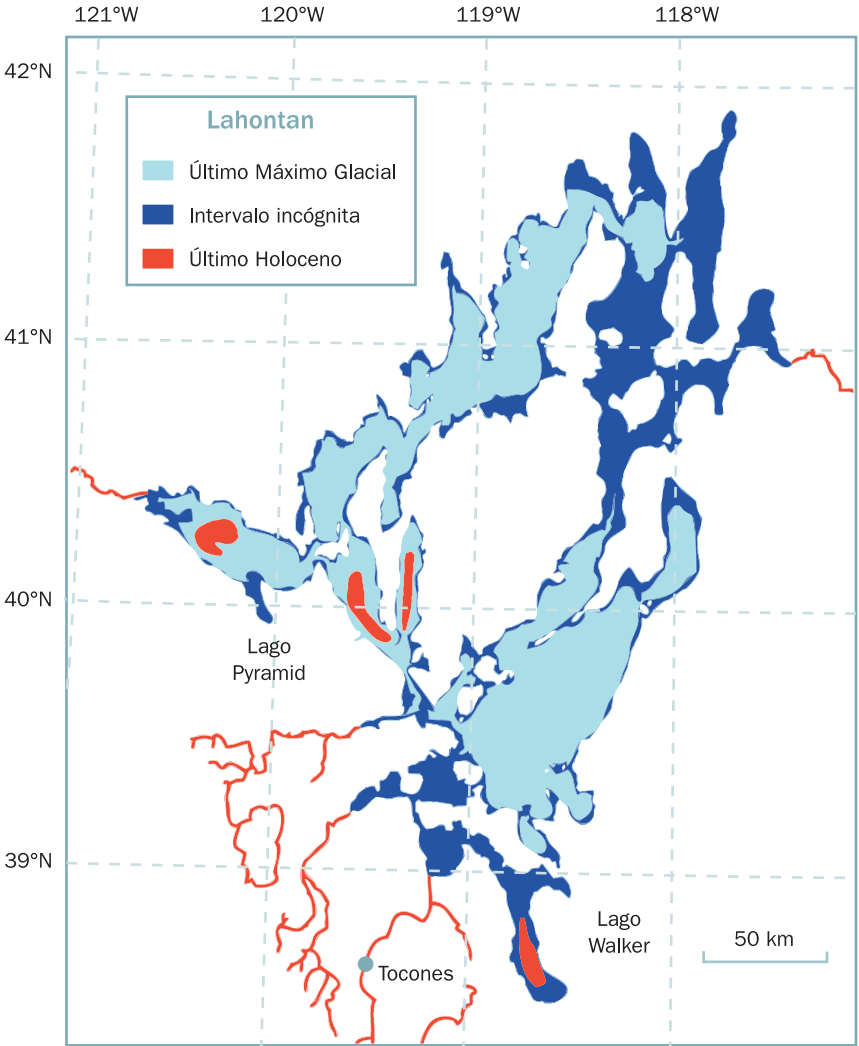 121°W 120°W 119°W 118°W
42°N
Lahontan
Último Máximo Glacial
Intervalo incógnita
Último Holoceno
41°N
40°N
Lago
Pyramid
39°N
Lago
Walker
50 km
Tocones